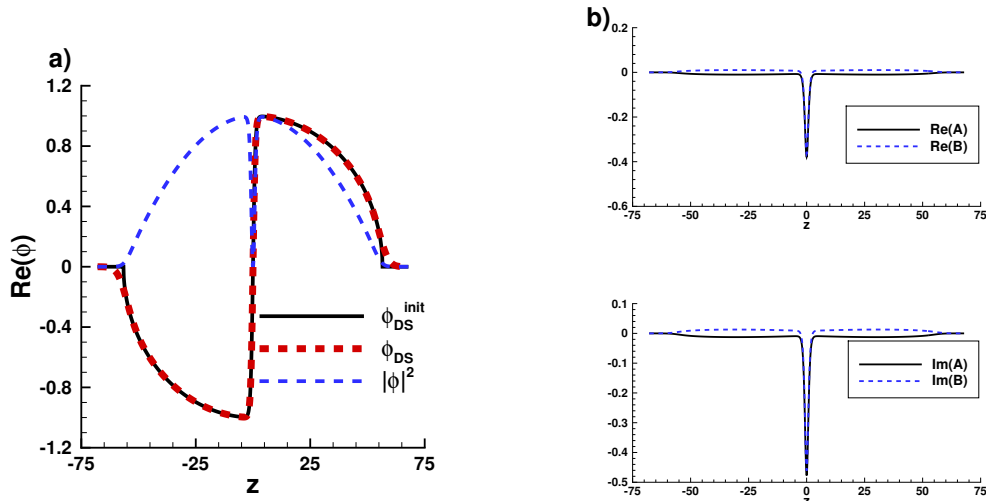 a)
1.2
0.8
0.4
0
-0.4
-0.8
-1.2
Re(ϕ)
-75 -25 25 75
z
ϕ_DS^init
ϕ_DS
|ϕ|^2
b)
0.2
0
-0.2
-0.4
-0.6
-75 -50 -25 0 25 50 75
z
Re(A)
Re(B)
0.1
0
-0.1
-0.2
-0.3
-0.4
-0.5
-75 -50 -25 0 25 50 75
z
Im(A)
Im(B)